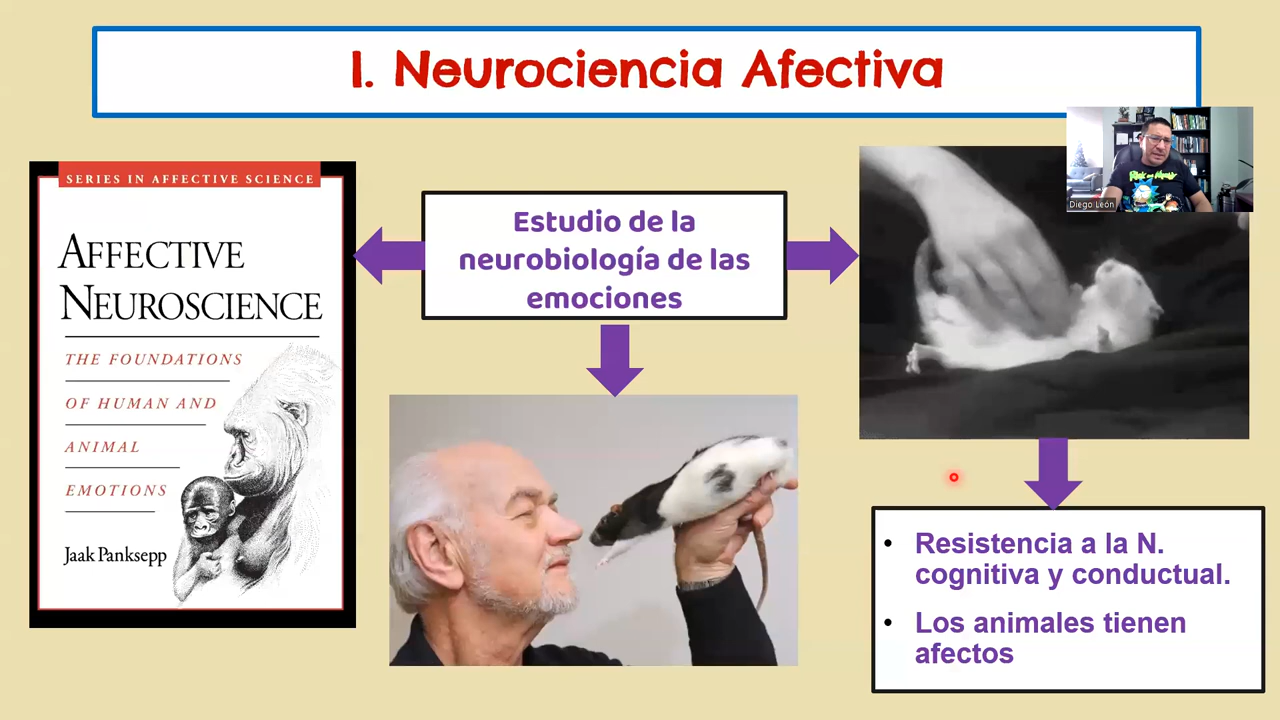 I. Neurociencia Afectiva
SERIES IN AFFECTIVE SCIENCE
AFFECTIVE
NEUROSCIENCE
THE FOUNDATIONS
OF HUMAN AND
ANIMAL
EMOTIONS
Jaak Panksepp
Estudio de la
neurobiología de las
emociones
Diego León
• Resistencia a la N.
cognitiva y conductual.
• Los animales tienen
afectos